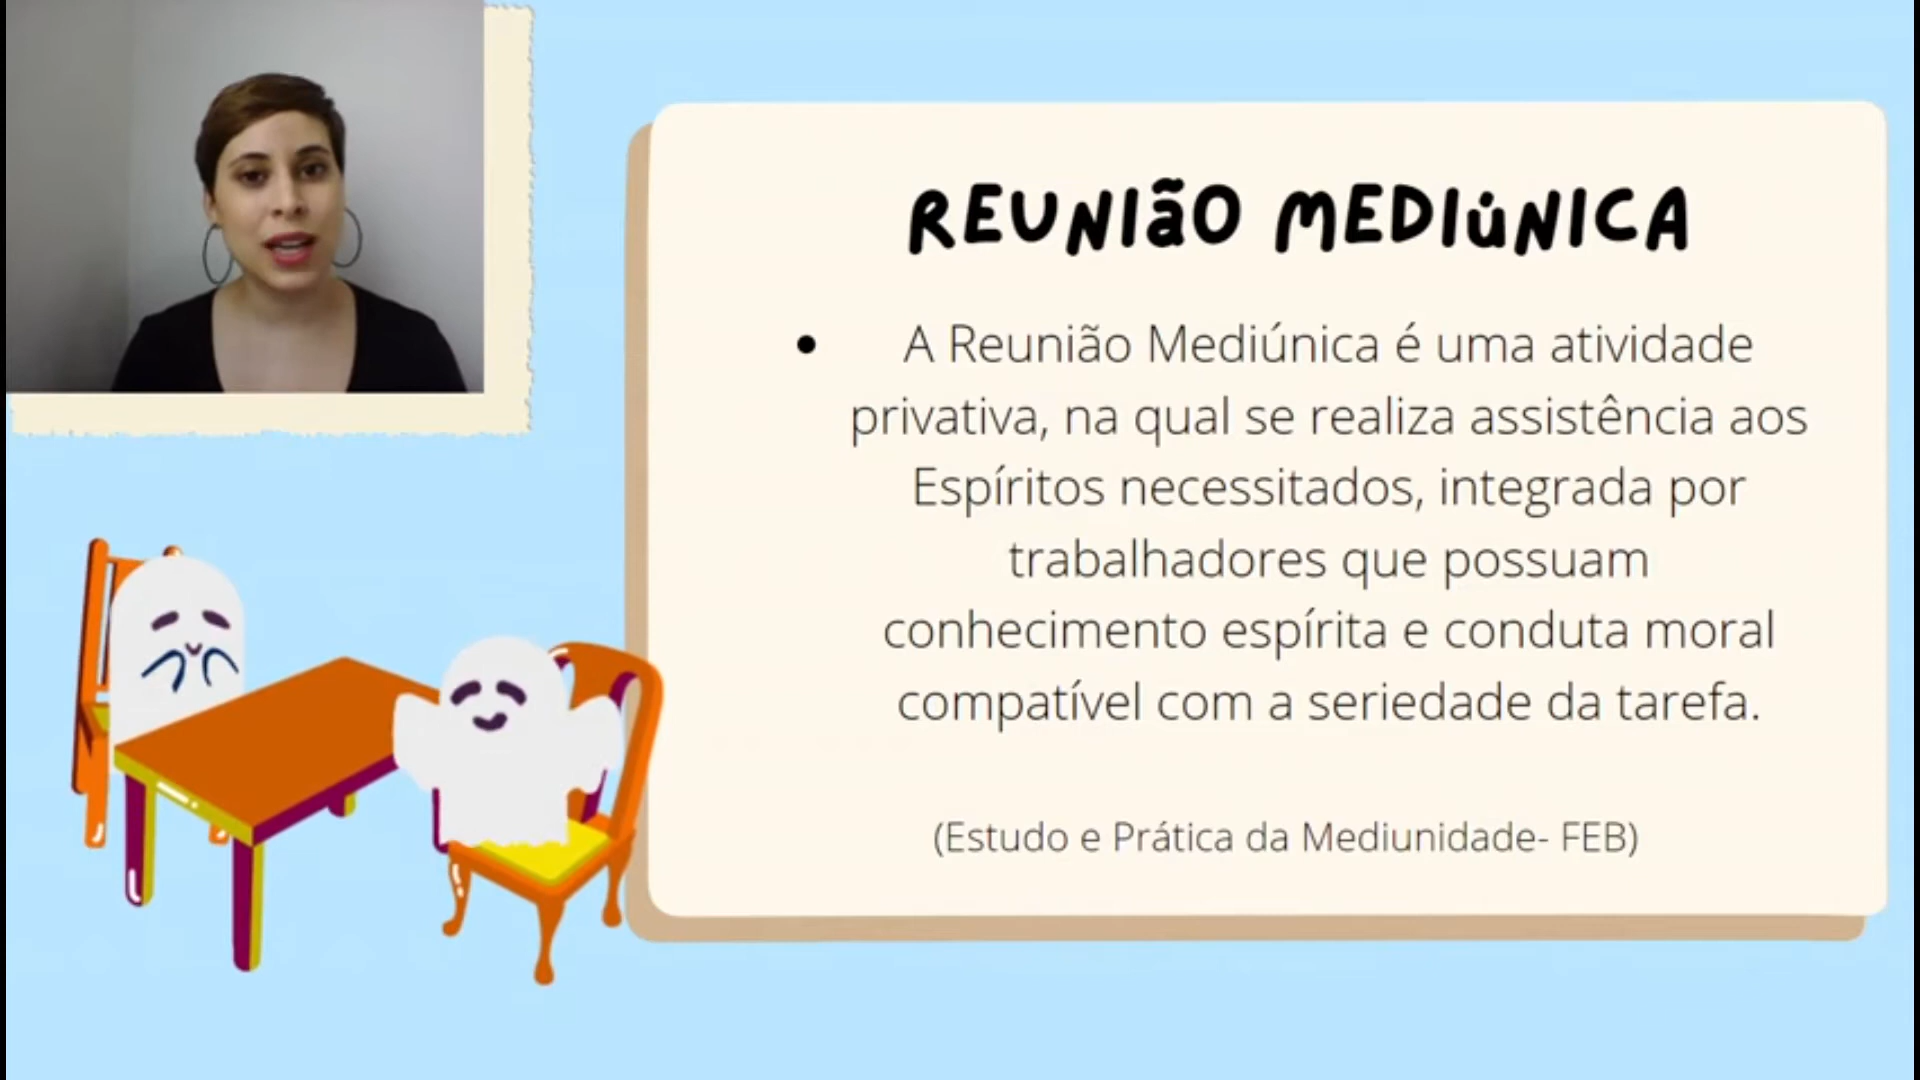 REUNIÃO MEDIÚNICA
• A Reunião Mediúnica é uma atividade
privativa, na qual se realiza assistência aos
Espíritos necessitados, integrada por
trabalhadores que possuam
conhecimento espírita e conduta moral
compatível com a seriedade da tarefa.
(Estudo e Prática da Mediunidade- FEB)